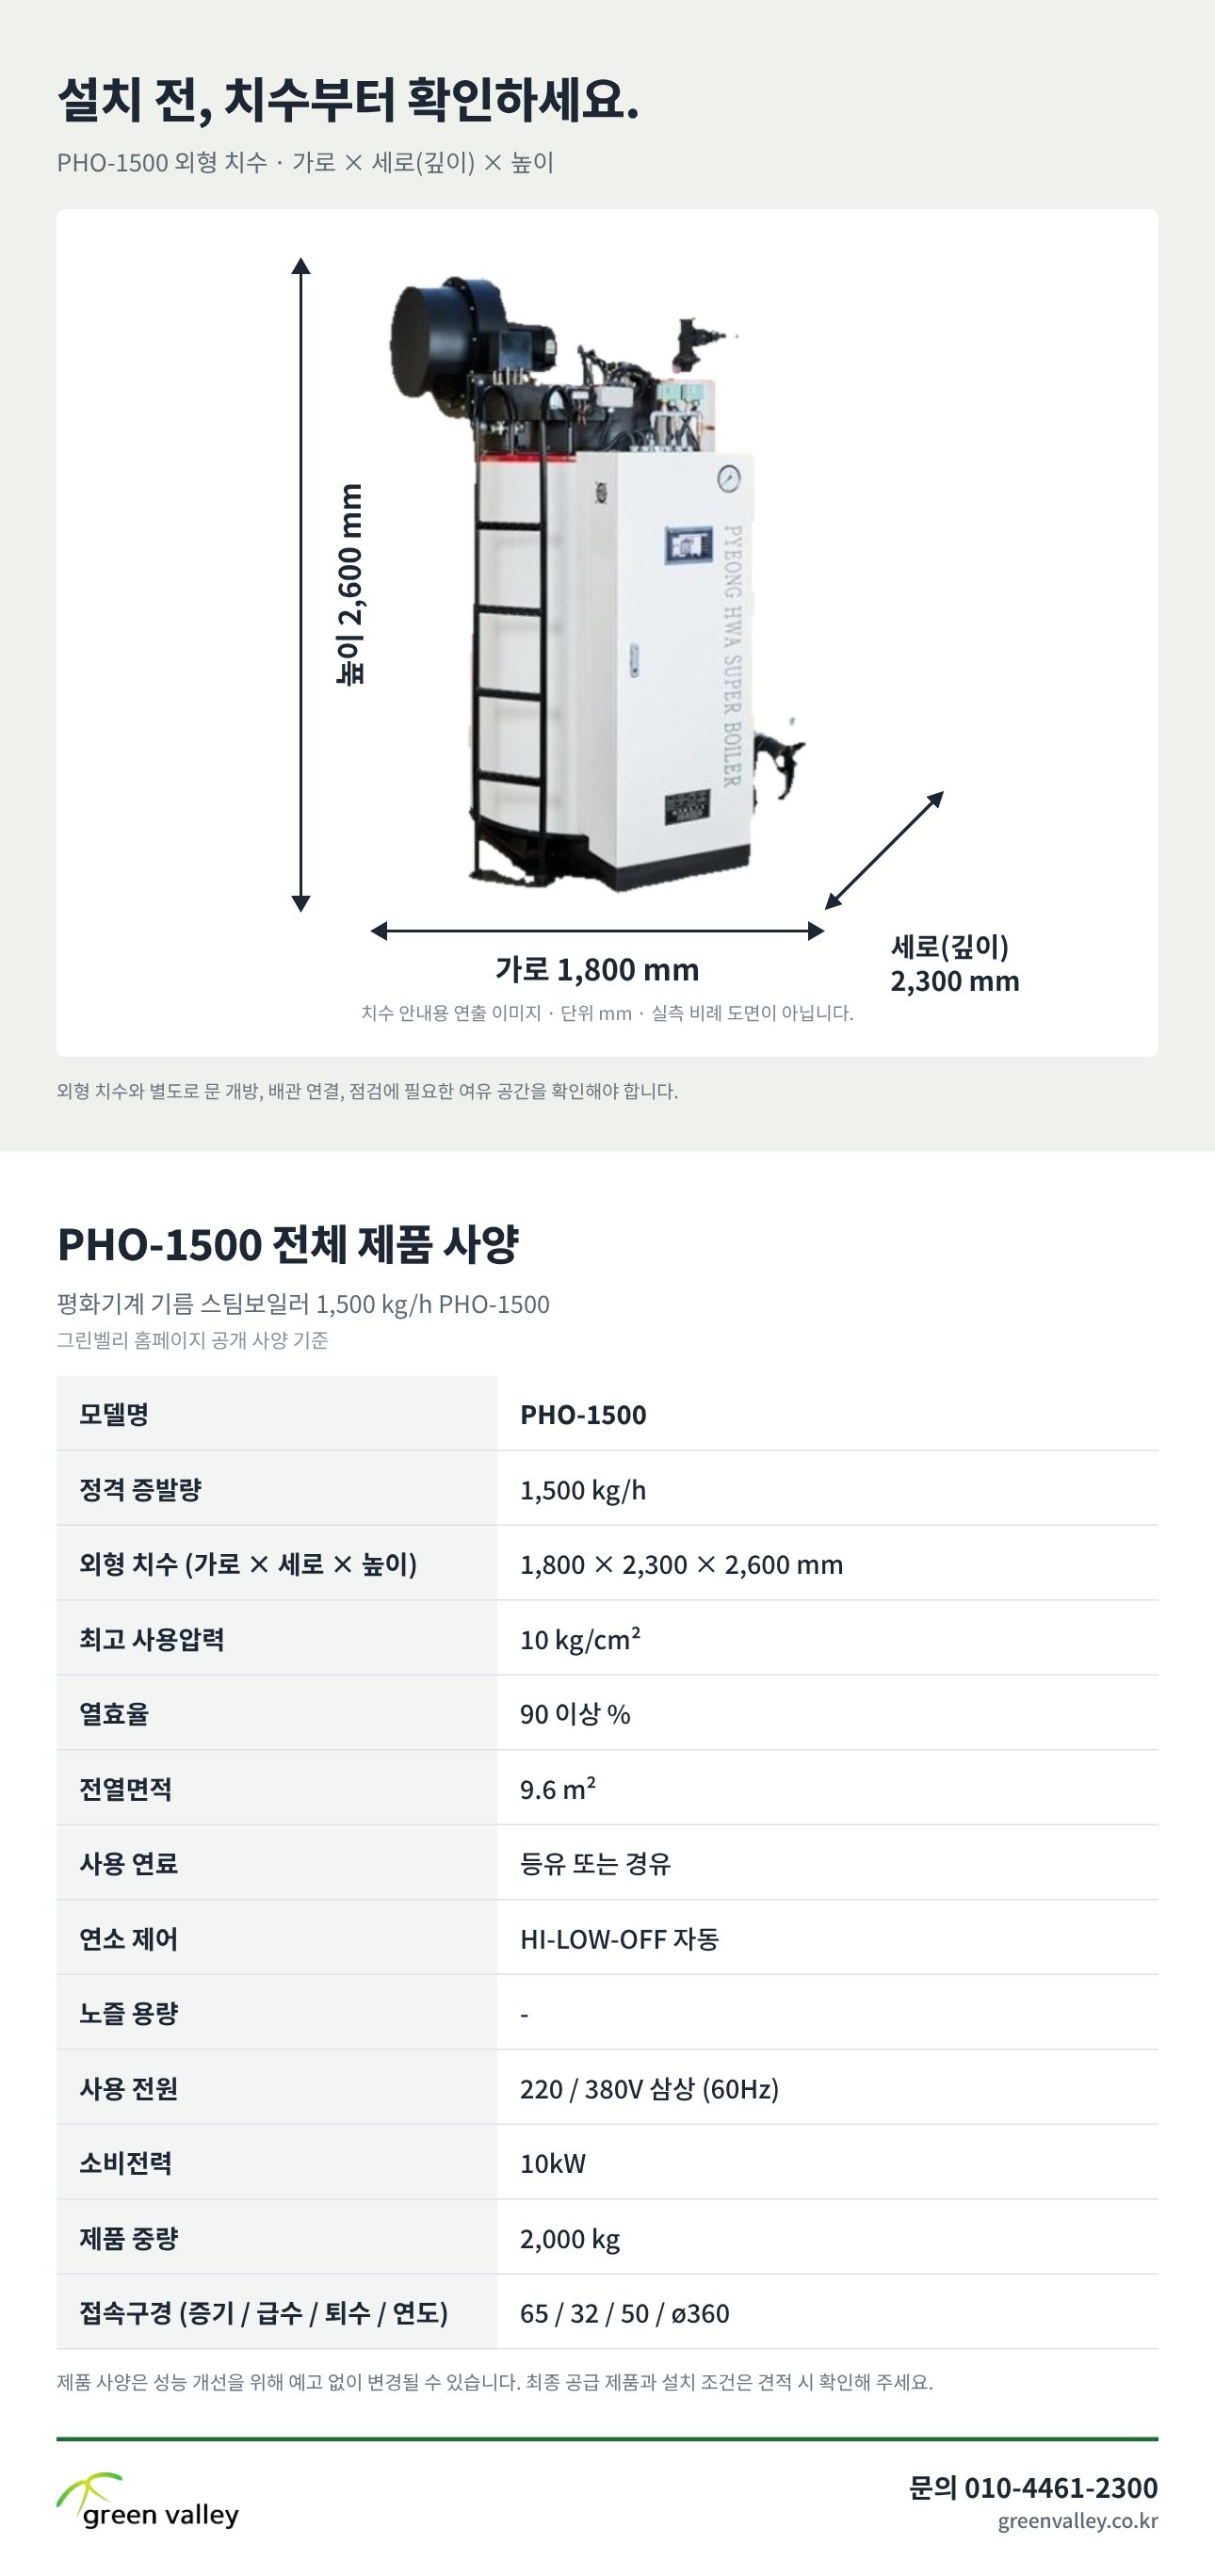 설치 전, 치수부터 확인하세요.
PHO-1500 외형 치수 · 가로 × 세로(깊이) × 높이
높이 2,600 mm
PYEONG HWA SUPER BOILER
가로 1,800 mm
세로(깊이)
2,300 mm
치수 안내용 연출 이미지 · 단위 mm · 실측 비례 도면이 아닙니다.
외형 치수와 별도로 문 개방, 배관 연결, 점검에 필요한 여유 공간을 확인해야 합니다.
PHO-1500 전체 제품 사양
평화기계 기름 스팀보일러 1,500 kg/h PHO-1500
그린벨리 홈페이지 공개 사양 기준
모델명 PHO-1500
정격 증발량 1,500 kg/h
외형 치수 (가로 × 세로 × 높이) 1,800 × 2,300 × 2,600 mm
최고 사용압력 10 kg/cm²
열효율 90 이상 %
전열면적 9.6 m²
사용 연료 등유 또는 경유
연소 제어 HI-LOW-OFF 자동
노즐 용량 -
사용 전원 220 / 380V 삼상 (60Hz)
소비전력 10kW
제품 중량 2,000 kg
접속구경 (증기 / 급수 / 퇴수 / 연도) 65 / 32 / 50 / ø360
제품 사양은 성능 개선을 위해 예고 없이 변경될 수 있습니다. 최종 공급 제품과 설치 조건은 견적 시 확인해 주세요.
green valley
문의 010-4461-2300
greenvalley.co.kr